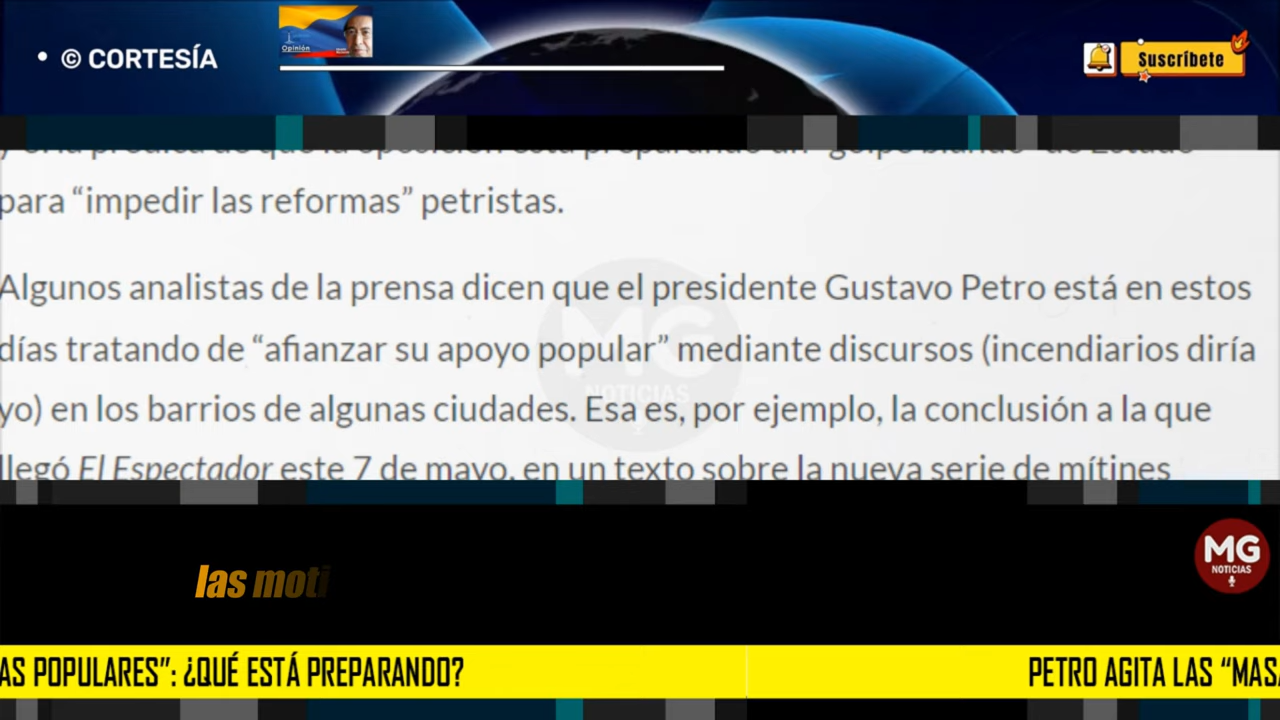 • © CORTESÍA
Opinión
Suscríbete
para “impedir las reformas” petristas.
Algunos analistas de la prensa dicen que el presidente Gustavo Petro está en estos
días tratando de “afianzar su apoyo popular” mediante discursos (incendiarios diría
yo) en los barrios de algunas ciudades. Esa es, por ejemplo, la conclusión a la que
llegó El Espectador este 7 de mayo, en un texto sobre la nueva serie de mítines
MG
NOTICIAS
las moti
MG
NOTICIAS
AS POPULARES”: ¿QUÉ ESTÁ PREPARANDO?
PETRO AGITA LAS “MAS